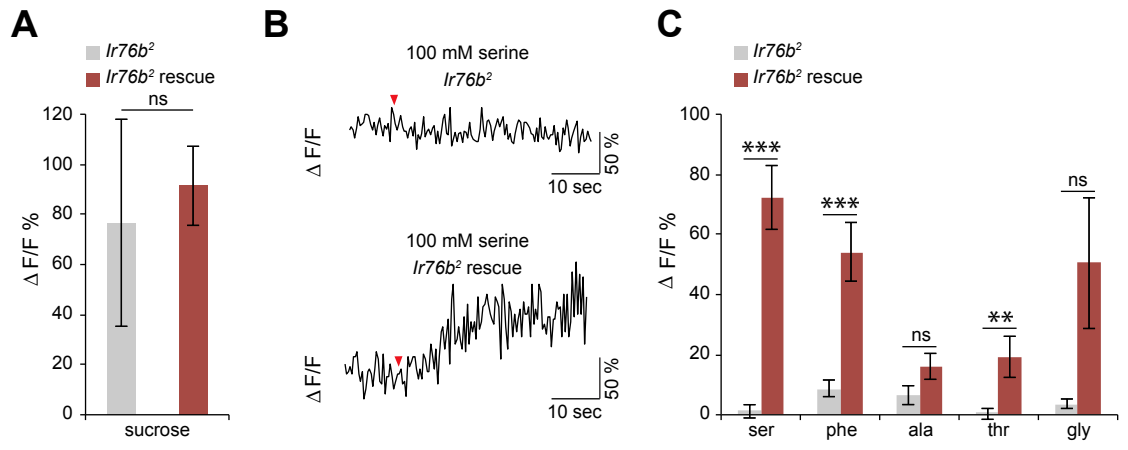 A
Ir76b²
Ir76b² rescue
ns
120
100
80
60
40
20
0
Δ F/F %
sucrose
B
100 mM serine
Ir76b²
Δ F/F
50 %
10 sec
100 mM serine
Ir76b² rescue
Δ F/F
50 %
10 sec
C
Ir76b²
Ir76b² rescue
100
80
60
40
20
0
Δ F/F %
***
***
ns
**
ns
ser phe ala thr gly